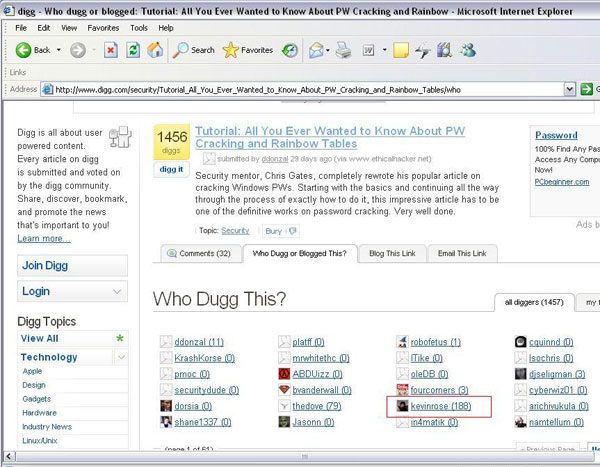 digg - Who dugg or blogged: Tutorial: All You Ever Wanted to Know About PW Cracking and Rainbow - Microsoft Internet Explorer
File Edit View Favorites Tools Help
Back Search Favorites
Links
Address http://www.digg.com/security/Tutorial_All_You_Ever_Wanted_to_Know_About_PW_Cracking_and_Rainbow_Tables/who
Digg is all about user
powered content.
Every article on digg
is submitted and voted on
by the digg community.
Share, discover, bookmark,
and promote the news
that's important to you!
Learn more...
Join Digg
Login
Digg Topics
View All
Technology
Apple
Design
Gadgets
Hardware
Industry News
Linux/Unix
1456
diggs
digg it
Tutorial: All You Ever Wanted to Know About PW
Cracking and Rainbow Tables
submitted by ddonzal 29 days ago (via www.ethicalhacker.net)
Security mentor, Chris Gates, completely rewrote his popular article on
cracking Windows PWs. Starting with the basics and continuing all the way
through the process of exactly how to do it, this impressive article has to be
one of the definitive works on password cracking. Very well done.
Topic: Security Bury
Password
100% Find Any Pas
Access Any Compu
Now!
PCbeginner.com
Ads b
Comments (32) Who Dugg or Blogged This? Blog This Link Email This Link
Who Dugg This?
all diggers (1457) my f
ddonzal (11) platff (0) robofetus (1) cquinnd (0)
KrashKorse (0) mrwhitethc (0) ITike (0) lsochris (0)
pmoc (0) ABDUizz (0) oleDB (0) djseligman (3)
securitydude (0) bvanderwall (0) fourcorners (3) cyberwiz01 (0)
dorsia (0) thedove (79) kevinrose (188) arichivukula (0)
shane1337 (0) Jasonn (0) in4matik (0) namtellum (0)
(page 1 of 61) « Previous Page Next